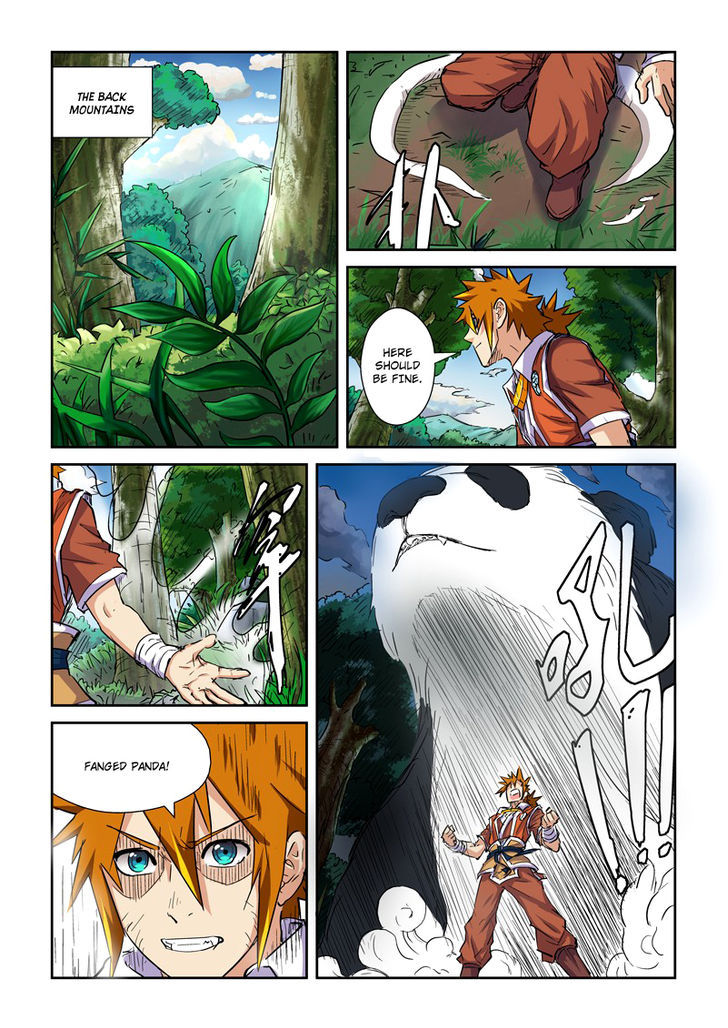 THE BACK
MOUNTAINS
HERE
SHOULD
BE FINE.
FANGED PANDA!